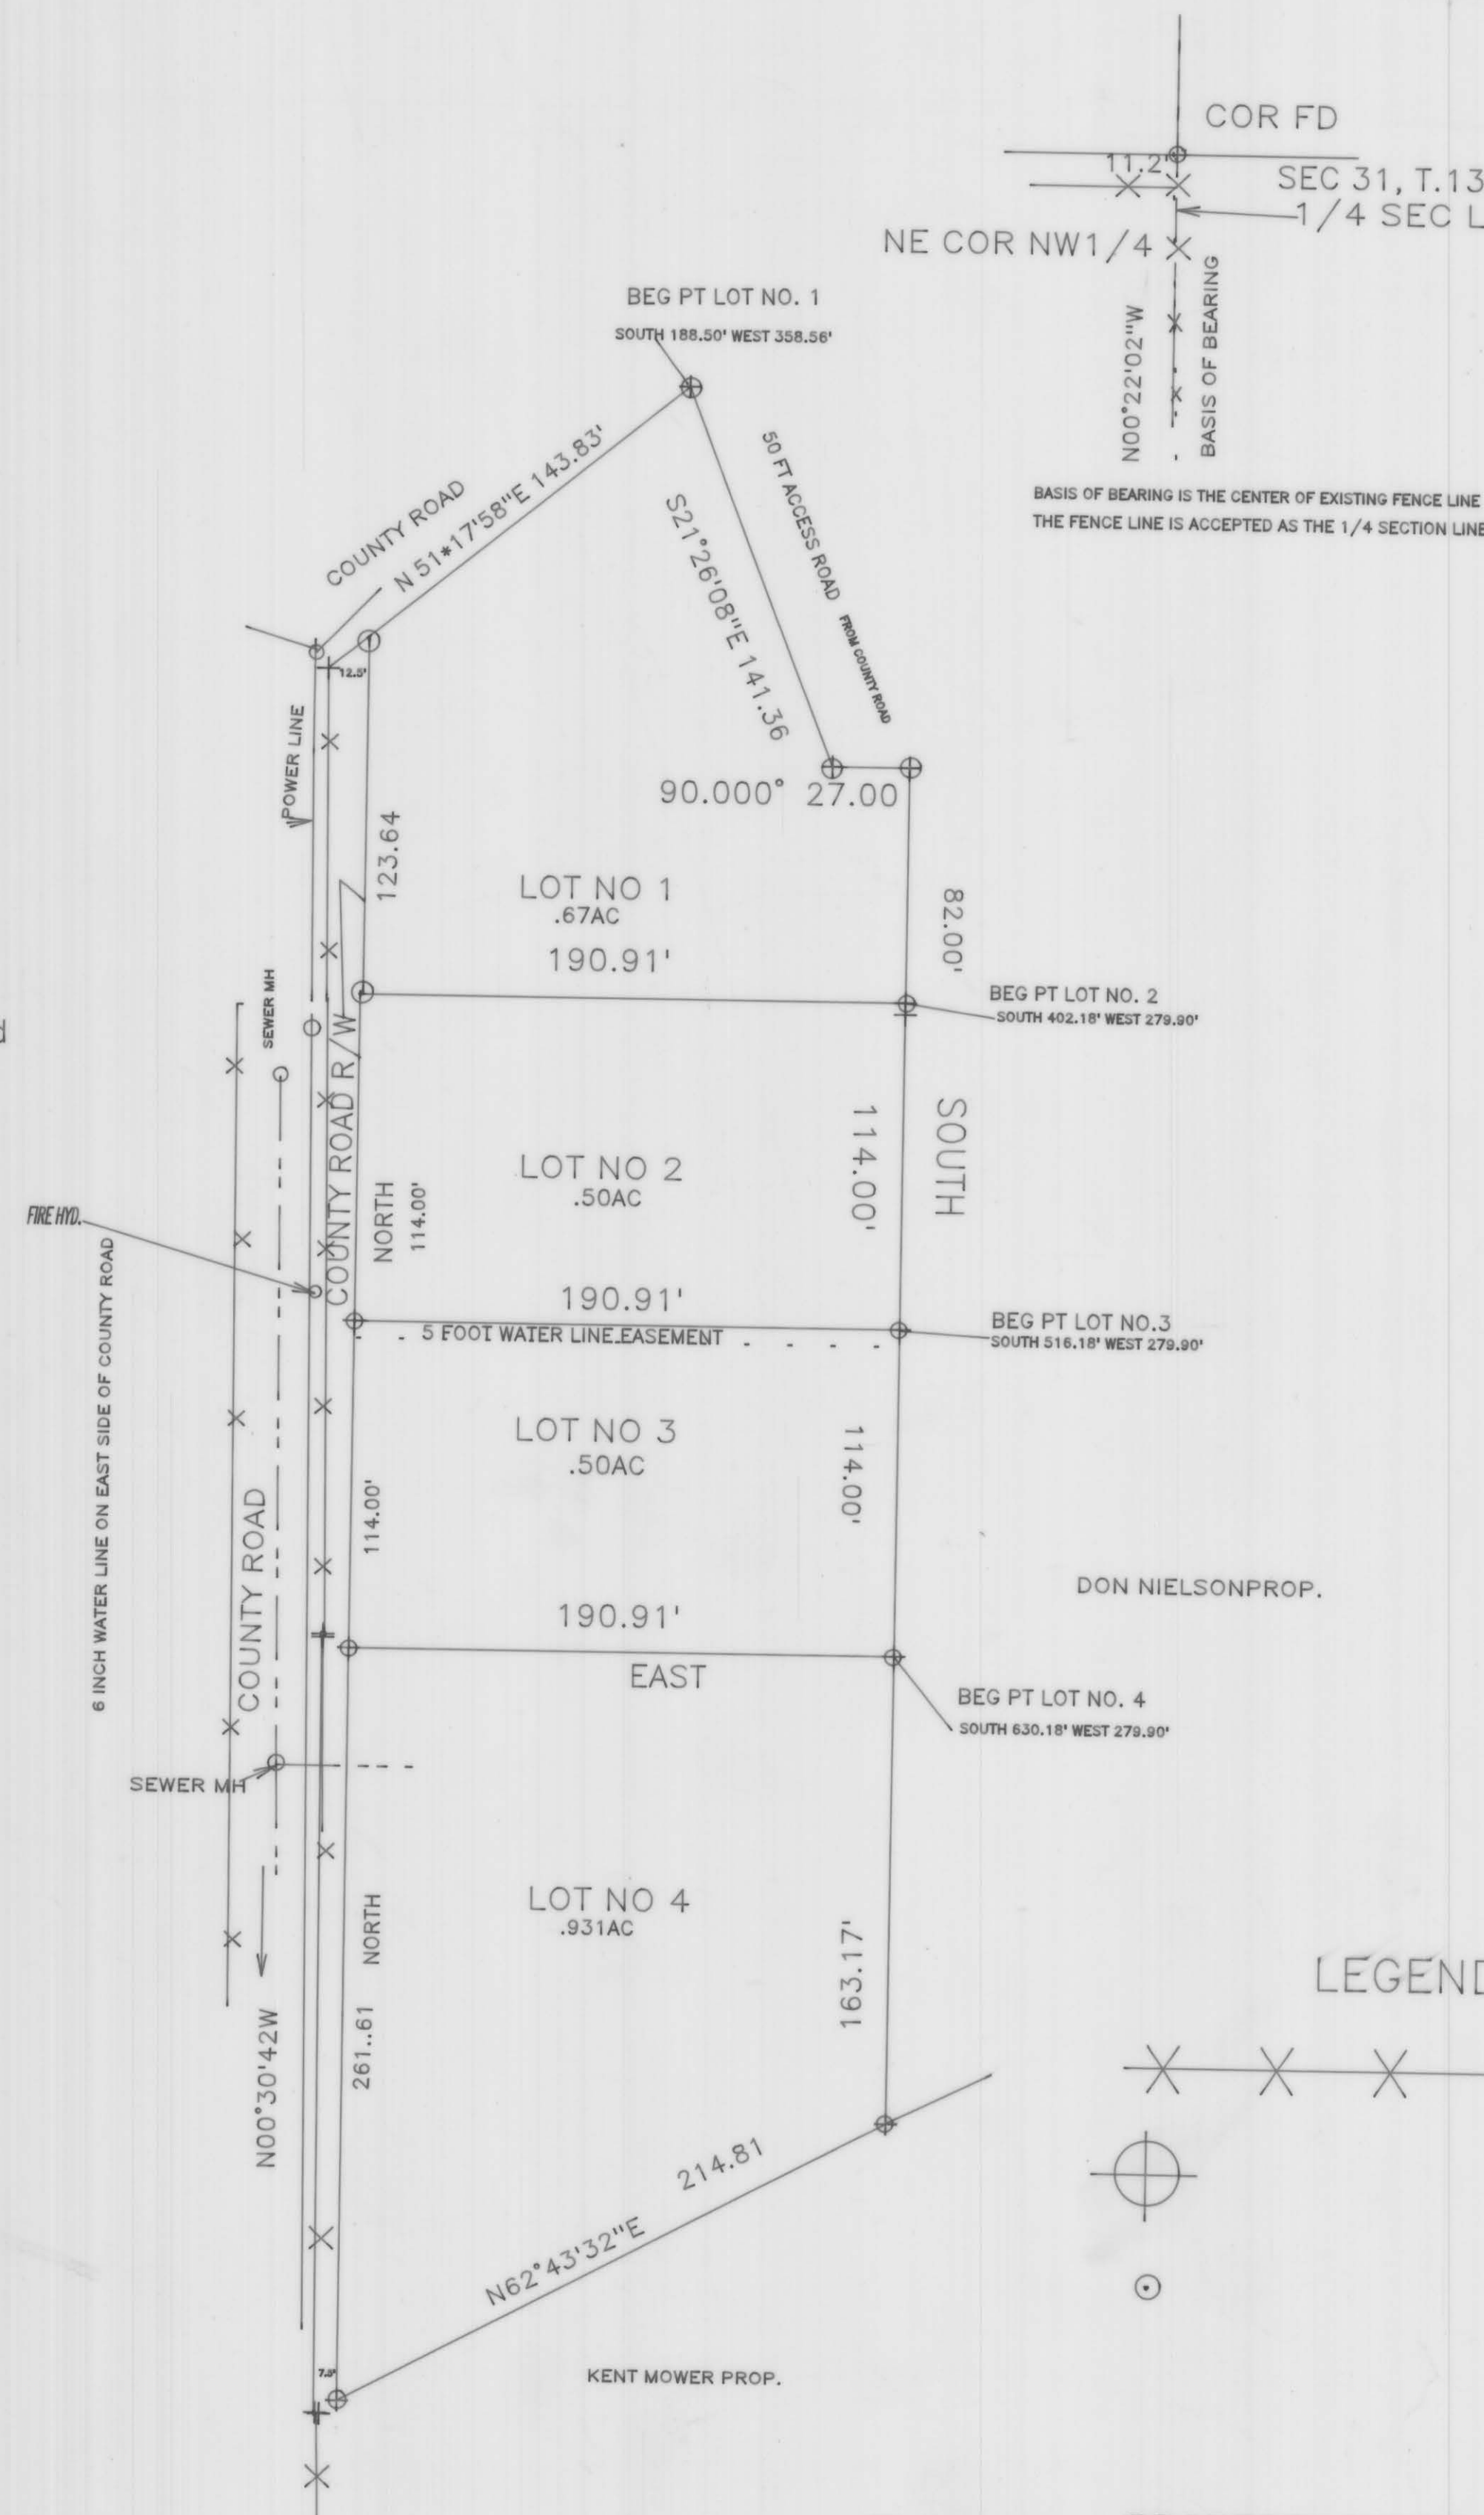 COR FD
11.2'
SEC 31, T.13
1/4 SEC L
NE COR NW1/4
N00°22'02"W
BASIS OF BEARING
BASIS OF BEARING IS THE CENTER OF EXISTING FENCE LINE
THE FENCE LINE IS ACCEPTED AS THE 1/4 SECTION LINE
BEG PT LOT NO. 1
SOUTH 188.50' WEST 358.56'
COUNTY ROAD
N 51*17'58"E 143.83'
S21°26'08"E 141.36
50 FT ACCESS ROAD FROM COUNTY ROAD
12.5'
POWER LINE
123.64
90.000° 27.00
LOT NO 1
.67AC
190.91'
82.00'
SEWER MH
BEG PT LOT NO. 2
SOUTH 402.18' WEST 279.90'
COUNTY ROAD R/W
LOT NO 2
.50AC
NORTH
114.00'
114.00'
SOUTH
FIRE HYD.
190.91'
5 FOOT WATER LINE EASEMENT
BEG PT LOT NO.3
SOUTH 516.18' WEST 279.90'
6 INCH WATER LINE ON EAST SIDE OF COUNTY ROAD
COUNTY ROAD
LOT NO 3
.50AC
114.00'
114.00'
DON NIELSONPROP.
190.91'
EAST
BEG PT LOT NO. 4
SOUTH 630.18' WEST 279.90'
SEWER MH
LOT NO 4
.931AC
NORTH
261..61
163.17'
N00°30'42W
LEGEND
214.81
N62°43'32"E
7.5'
KENT MOWER PROP.